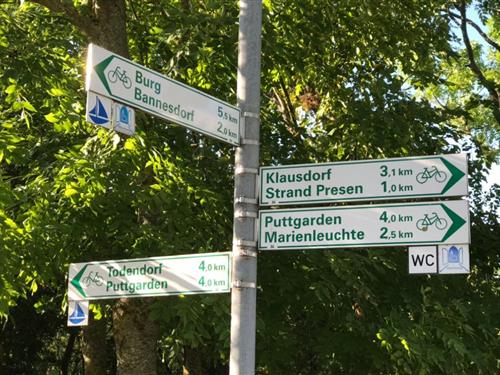 Burg 5,5 km
Bannesdorf 2,0 km
Klausdorf 3,1 km
Strand Presen 1,0 km
Puttgarden 4,0 km
Marienleuchte 2,5 km
WC
Todendorf 4,0 km
Puttgarden 4,0 km